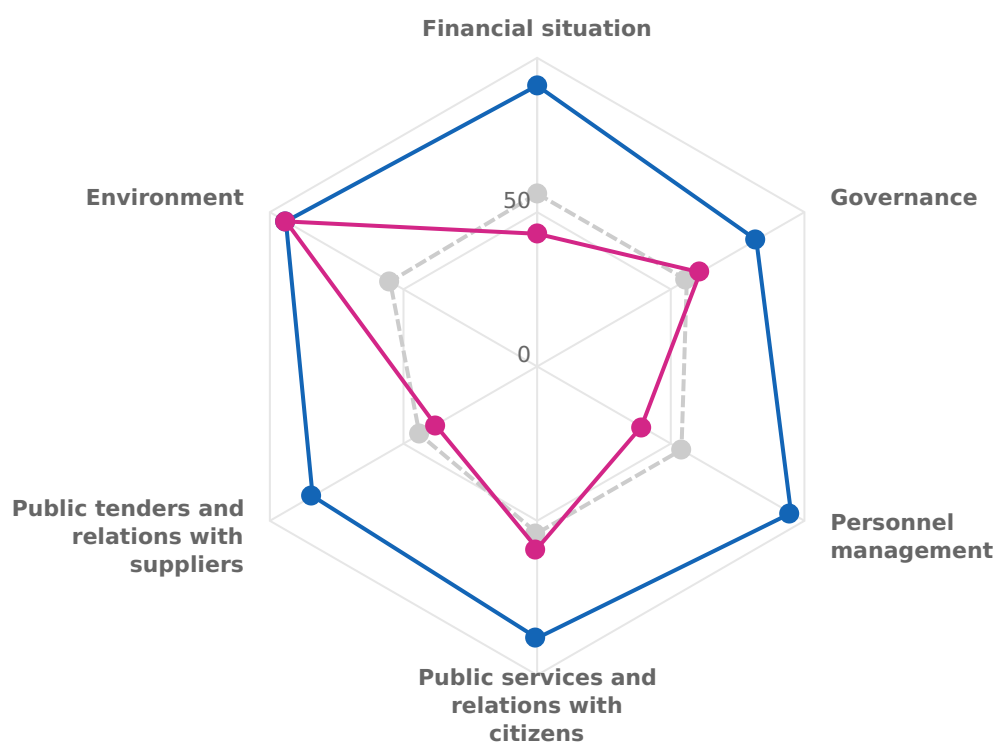 Financial situation
Environment
50
Governance
0
Public tenders and
relations with
suppliers
Personnel
management
Public services and
relations with
citizens